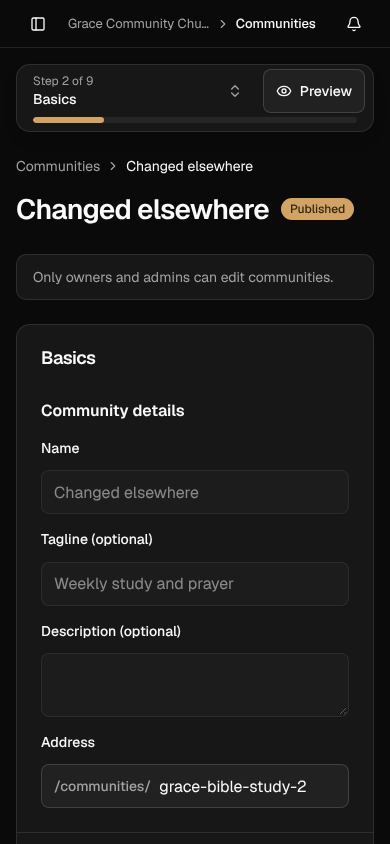 Grace Community Chu... > Communities
Step 2 of 9
Basics
Preview
Communities > Changed elsewhere
Changed elsewhere Published
Only owners and admins can edit communities.
Basics
Community details
Name
Changed elsewhere
Tagline (optional)
Weekly study and prayer
Description (optional)
Address
/communities/ grace-bible-study-2